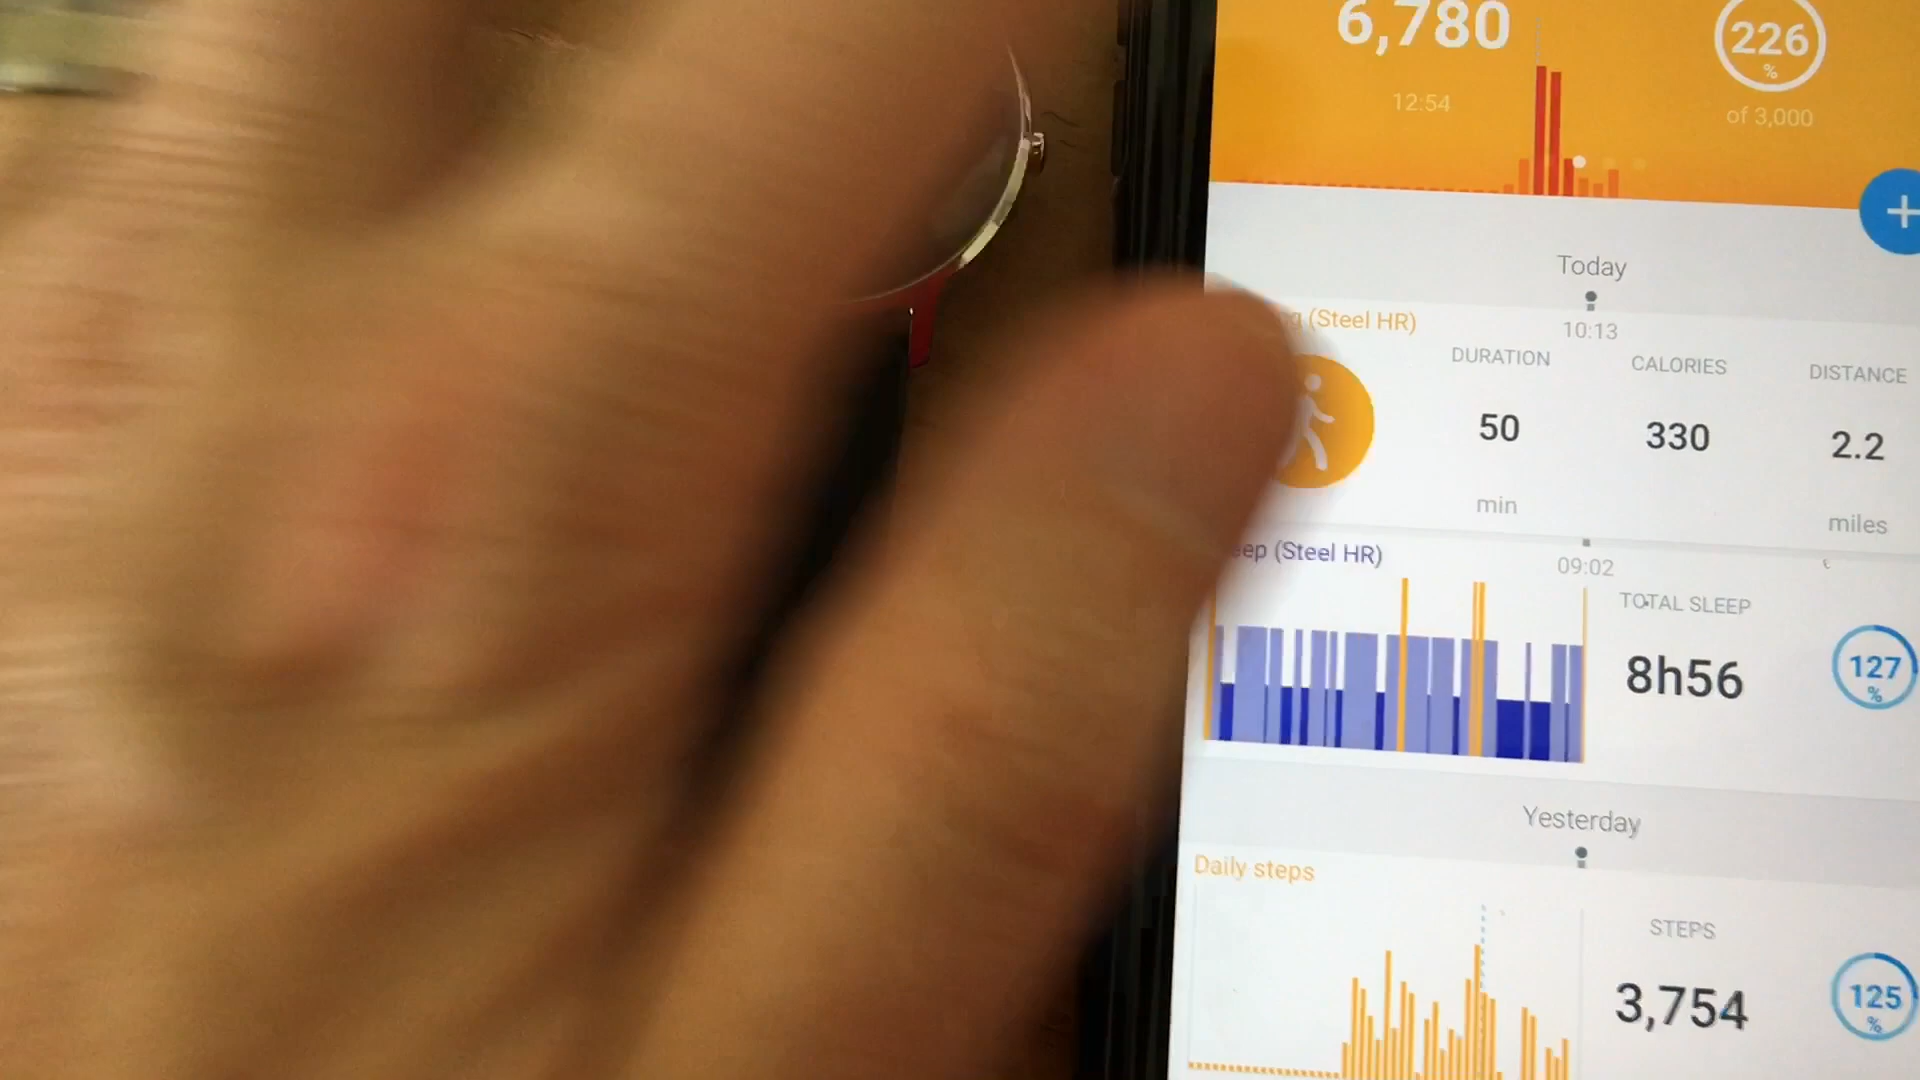 6,780
226
%
12:54
of 3,000
+
Today
(Steel HR)
10:13
DURATION
CALORIES
DISTANCE
50
330
2.2
min
miles
(Steel HR)
09:02
TOTAL SLEEP
8h56
127
%
Yesterday
Daily steps
STEPS
3,754
125
%